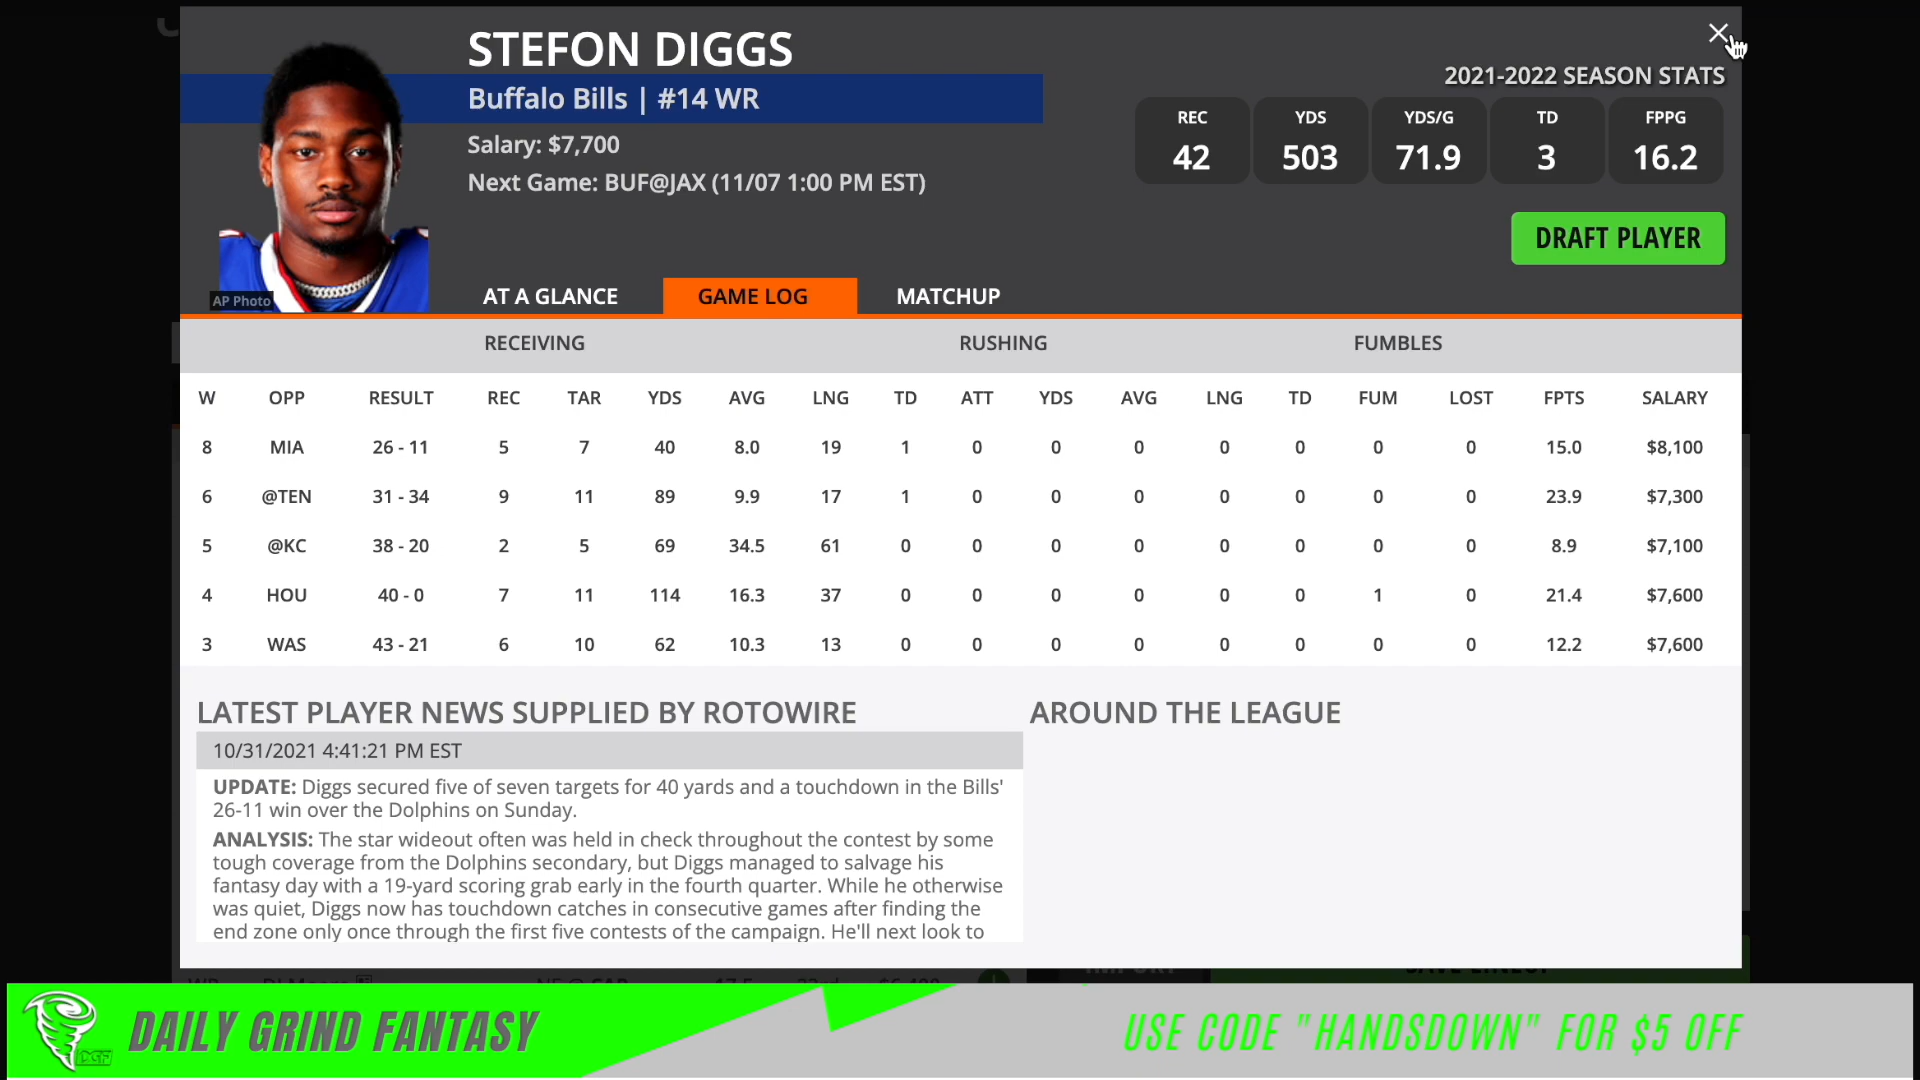 STEFON DIGGS
Buffalo Bills | #14 WR
Salary: $7,700
Next Game: BUF@JAX (11/07 1:00 PM EST)
AP Photo
2021-2022 SEASON STATS
REC YDS YDS/G TD FPPG
42 503 71.9 3 16.2
DRAFT PLAYER
AT A GLANCE GAME LOG MATCHUP
RECEIVING RUSHING FUMBLES
W OPP RESULT REC TAR YDS AVG LNG TD ATT YDS AVG LNG TD FUM LOST FPTS SALARY
8 MIA 26 - 11 5 7 40 8.0 19 1 0 0 0 0 0 0 0 15.0 $8,100
6 @TEN 31 - 34 9 11 89 9.9 17 1 0 0 0 0 0 0 0 23.9 $7,300
5 @KC 38 - 20 2 5 69 34.5 61 0 0 0 0 0 0 0 0 8.9 $7,100
4 HOU 40 - 0 7 11 114 16.3 37 0 0 0 0 0 0 1 0 21.4 $7,600
3 WAS 43 - 21 6 10 62 10.3 13 0 0 0 0 0 0 0 0 12.2 $7,600
LATEST PLAYER NEWS SUPPLIED BY ROTOWIRE
10/31/2021 4:41:21 PM EST
UPDATE: Diggs secured five of seven targets for 40 yards and a touchdown in the Bills'
26-11 win over the Dolphins on Sunday.
ANALYSIS: The star wideout often was held in check throughout the contest by some
tough coverage from the Dolphins secondary, but Diggs managed to salvage his
fantasy day with a 19-yard scoring grab early in the fourth quarter. While he otherwise
was quiet, Diggs now has touchdown catches in consecutive games after finding the
end zone only once through the first five contests of the campaign. He'll next look to
AROUND THE LEAGUE
DGF
DAILY GRIND FANTASY
USE CODE "HANDSDOWN" FOR $5 OFF